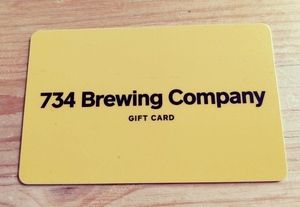 734 Brewing Company
GIFT CARD